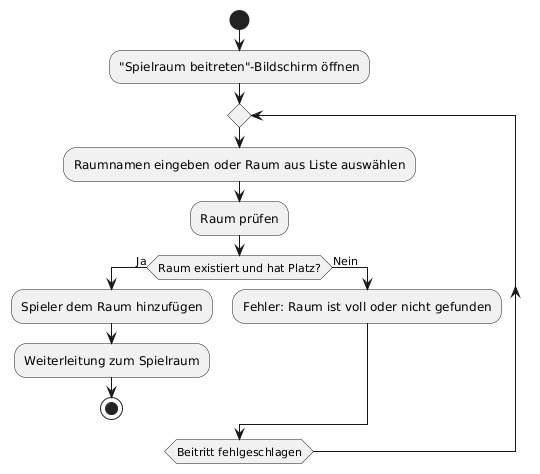 "Spielraum beitreten"-Bildschirm öffnen
Raumnamen eingeben oder Raum aus Liste auswählen
Raum prüfen
Ja
Raum existiert und hat Platz?
Nein
Spieler dem Raum hinzufügen
Fehler: Raum ist voll oder nicht gefunden
Weiterleitung zum Spielraum
Beitritt fehlgeschlagen